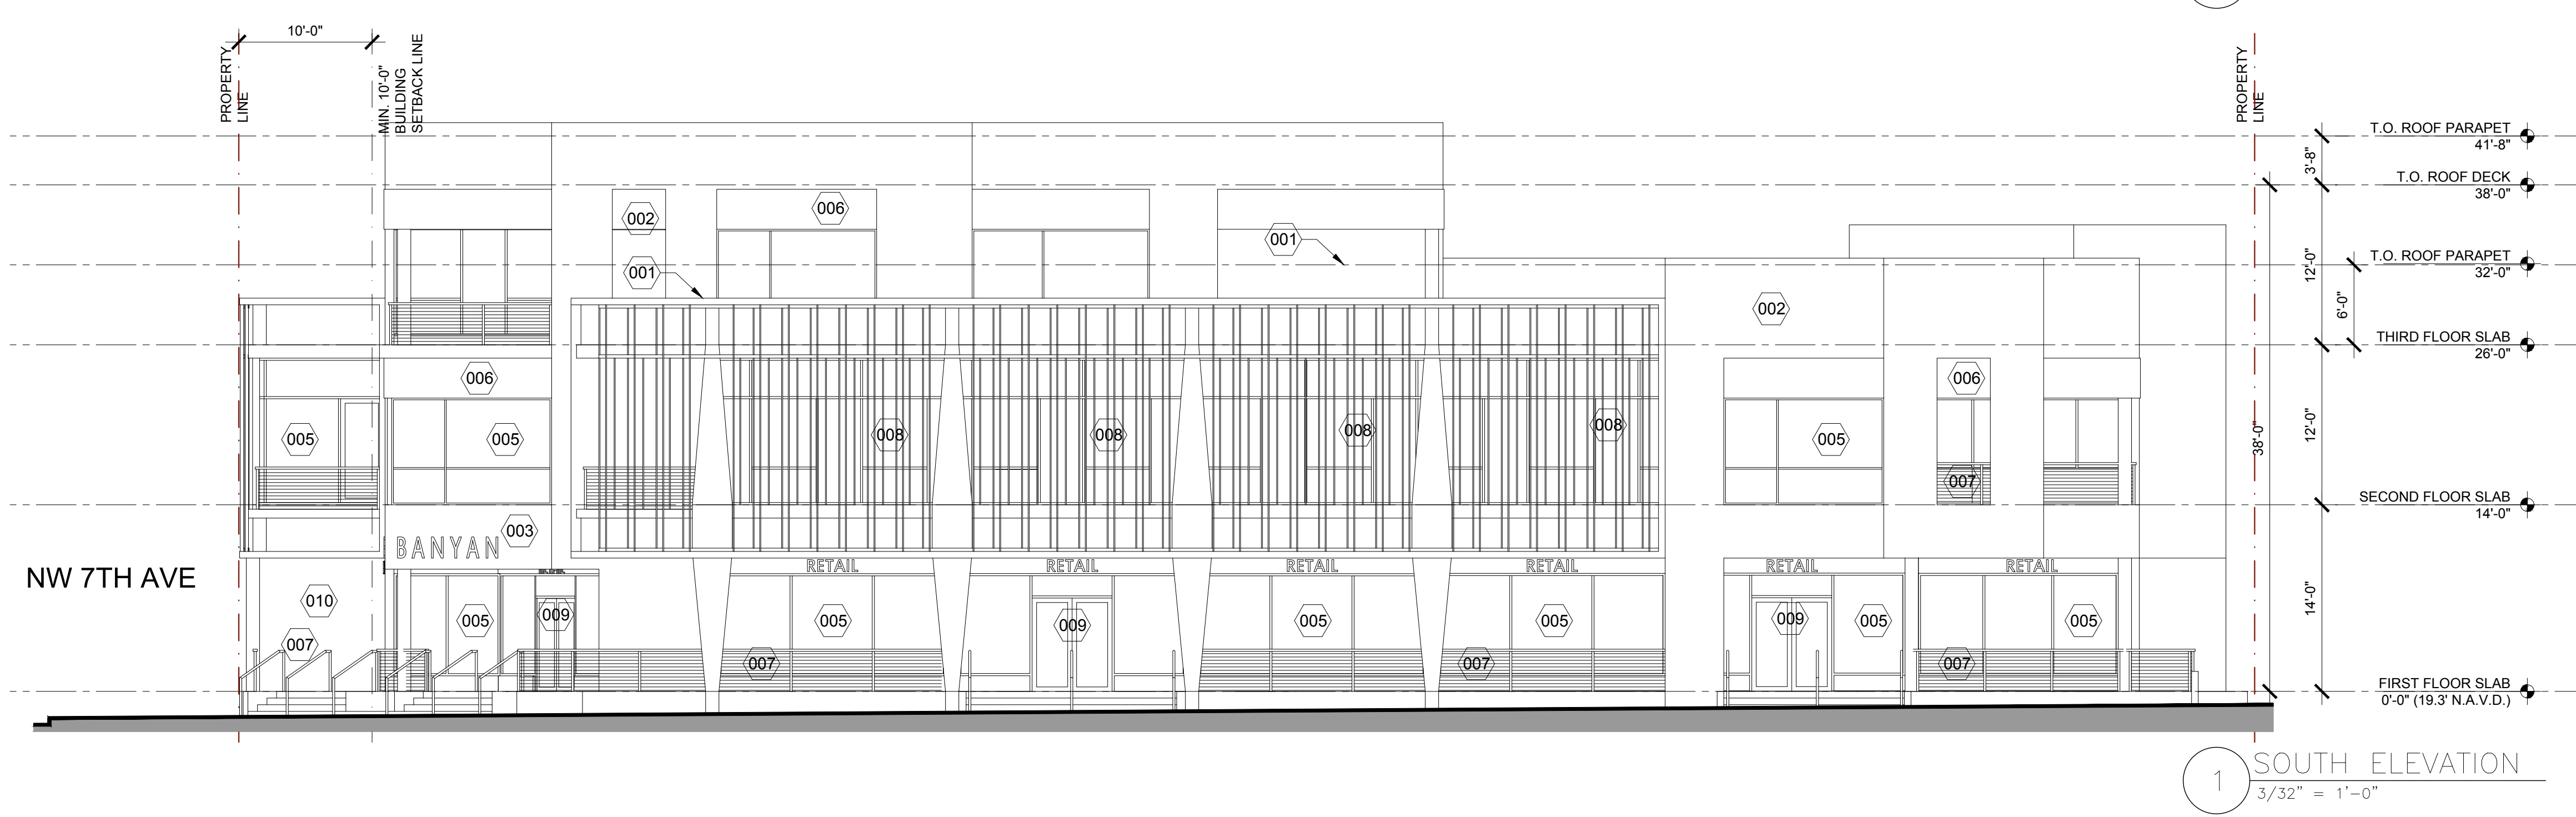 10'-0"
PROPERTY
LINE
MIN. 10'-0"
BUILDING
SETBACK LINE
PROPERTY
LINE
T.O. ROOF PARAPET
41'-8"
3'-8"
T.O. ROOF DECK
38'-0"
002
006
001
001
12'-0"
T.O. ROOF PARAPET
32'-0"
6'-0"
002
THIRD FLOOR SLAB
26'-0"
006
006
005
005
008
008
008
008
005
007
38'-0"
12'-0"
SECOND FLOOR SLAB
14'-0"
003
BANYAN
NW 7TH AVE
RETAIL
RETAIL
RETAIL
RETAIL
RETAIL
RETAIL
010
005
009
005
009
005
005
009
005
005
14'-0"
007
007
007
007
FIRST FLOOR SLAB
0'-0" (19.3' N.A.V.D.)
1
SOUTH ELEVATION
3/32" = 1'-0"